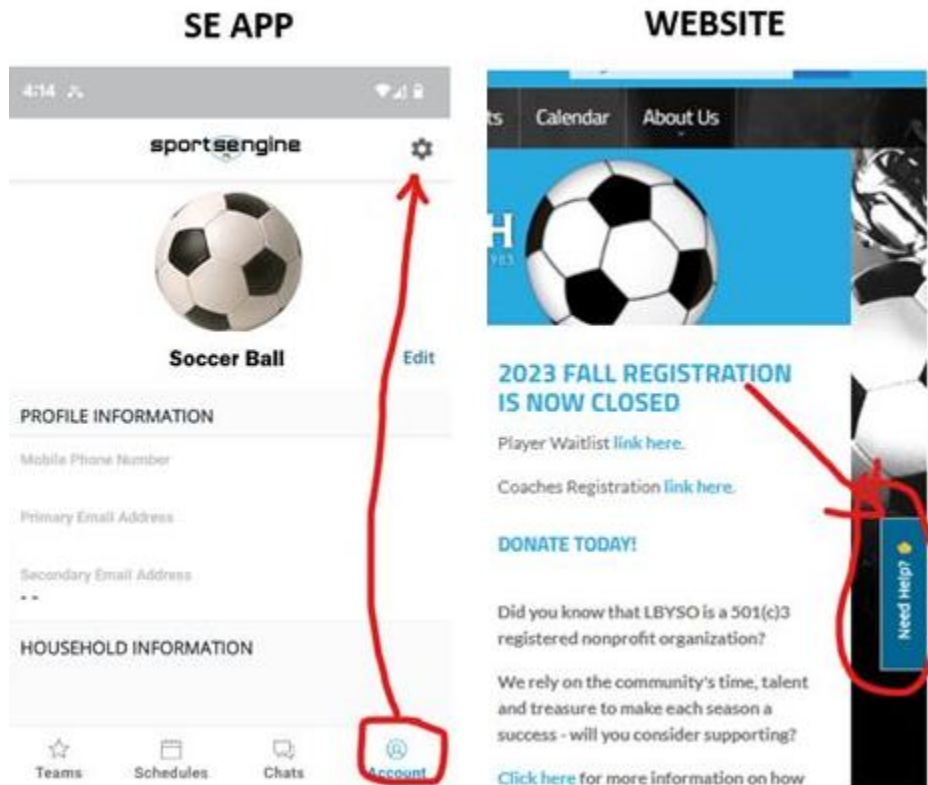 SE APP
4:14
sportsengine
Soccer Ball
Edit
PROFILE INFORMATION
Mobile Phone Number
Primary Email Address
Secondary Email Address
--
HOUSEHOLD INFORMATION
Teams
Schedules
Chats
Account
WEBSITE
ts
Calendar
About Us
H
2023 FALL REGISTRATION
IS NOW CLOSED
Player Waitlist link here.
Coaches Registration link here.
DONATE TODAY!
Did you know that LBYSO is a 501(c)3
registered nonprofit organization?
We rely on the community's time, talent
and treasure to make each season a
success - will you consider supporting?
Click here for more information on how
Need Help?